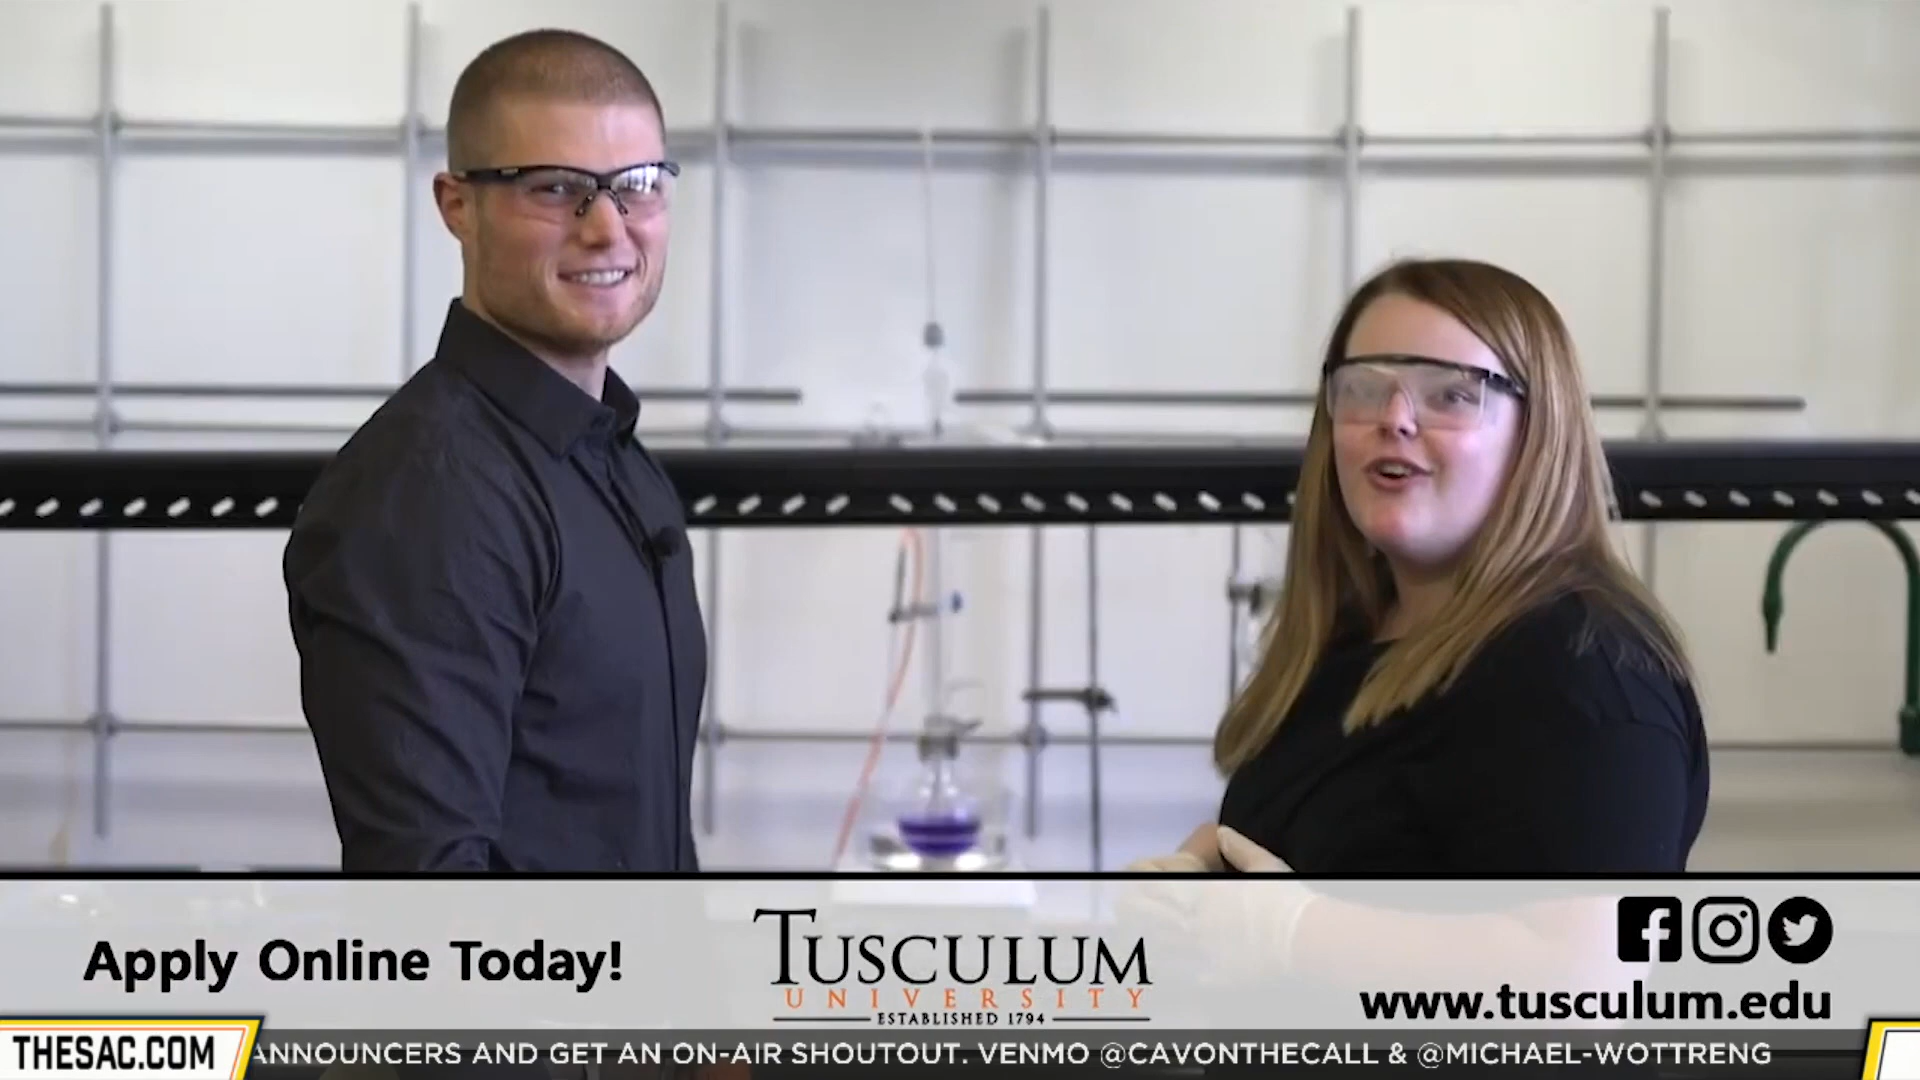 Apply Online Today!
TUSCULUM
UNIVERSITY
ESTABLISHED 1794
www.tusculum.edu
THESAC.COM
ANNOUNCERS AND GET AN ON-AIR SHOUTOUT. VENMO @CAVONTHECALL & @MICHAEL-WOTTRENG